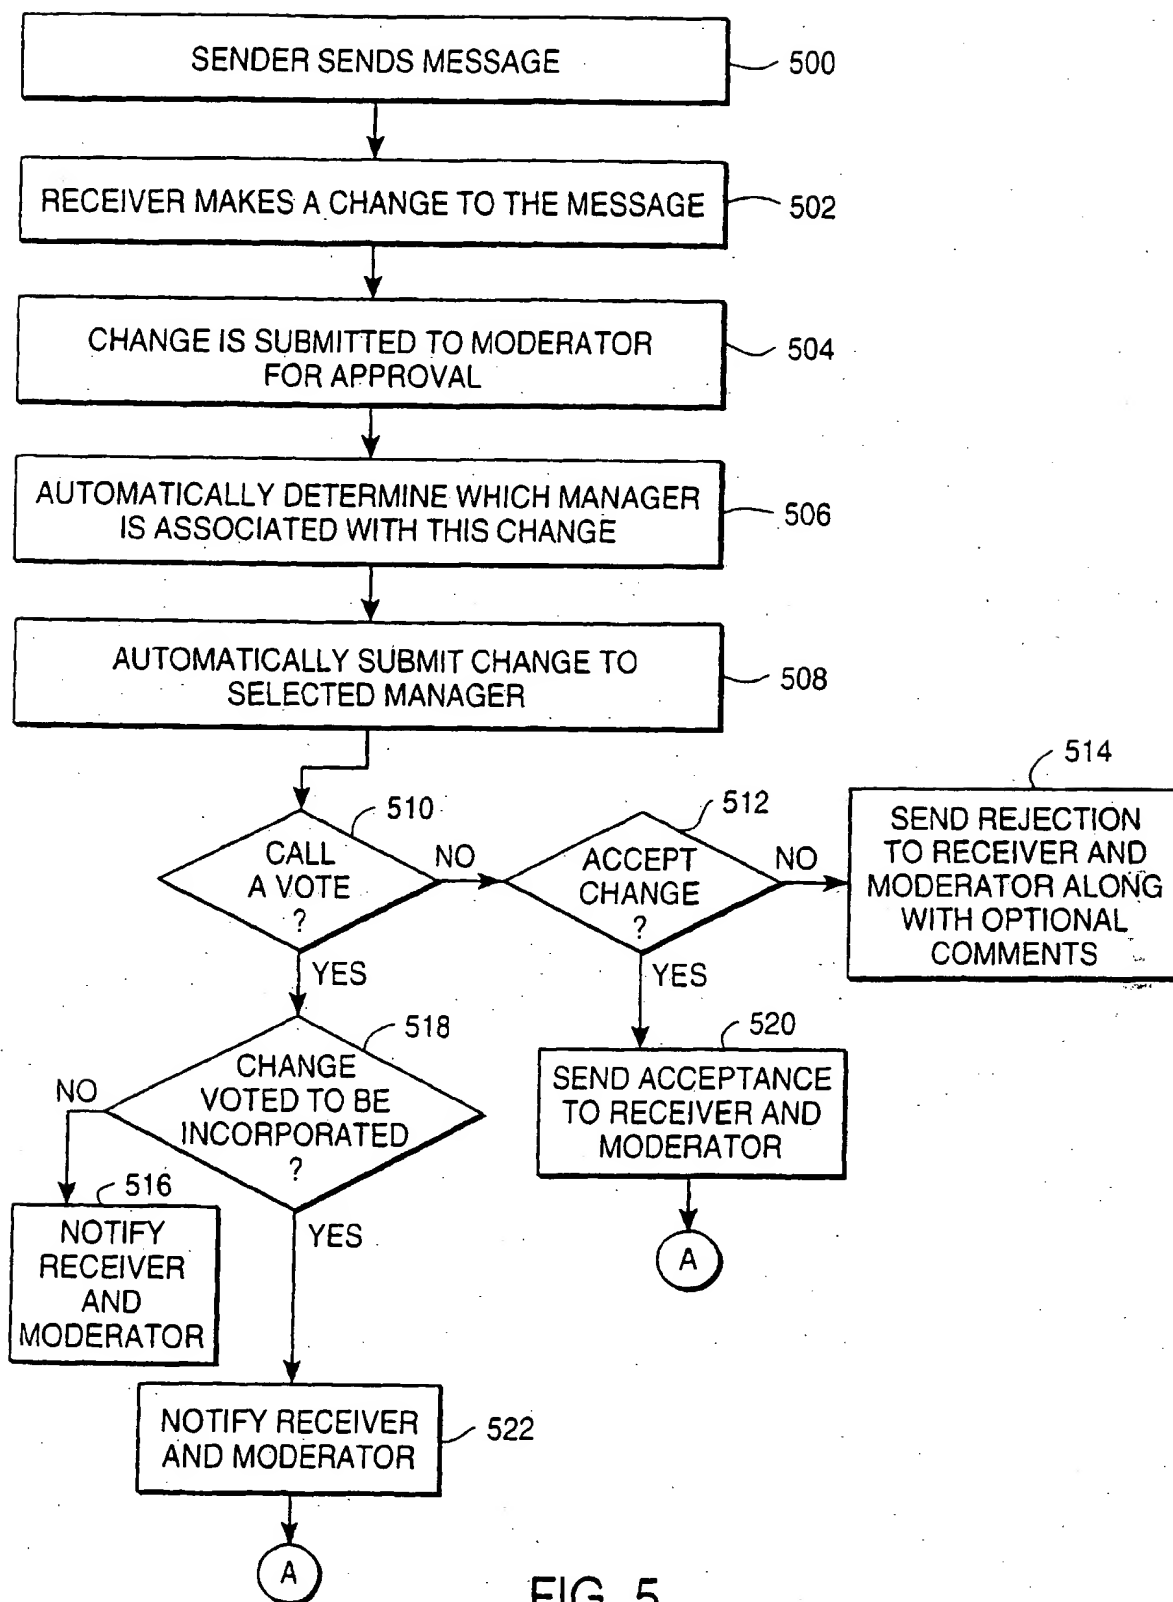 SENDER SENDS MESSAGE
500
RECEIVER MAKES A CHANGE TO THE MESSAGE
502
CHANGE IS SUBMITTED TO MODERATOR
FOR APPROVAL
504
AUTOMATICALLY DETERMINE WHICH MANAGER
IS ASSOCIATED WITH THIS CHANGE
506
AUTOMATICALLY SUBMIT CHANGE TO
SELECTED MANAGER
508
510
CALL
A VOTE
?
NO
YES
512
ACCEPT
CHANGE
?
NO
YES
514
SEND REJECTION
TO RECEIVER AND
MODERATOR ALONG
WITH OPTIONAL
COMMENTS
518
CHANGE
VOTED TO BE
INCORPORATED
?
NO
YES
520
SEND ACCEPTANCE
TO RECEIVER AND
MODERATOR
A
516
NOTIFY
RECEIVER
AND
MODERATOR
NOTIFY RECEIVER
AND MODERATOR
522
A
FIG. 5